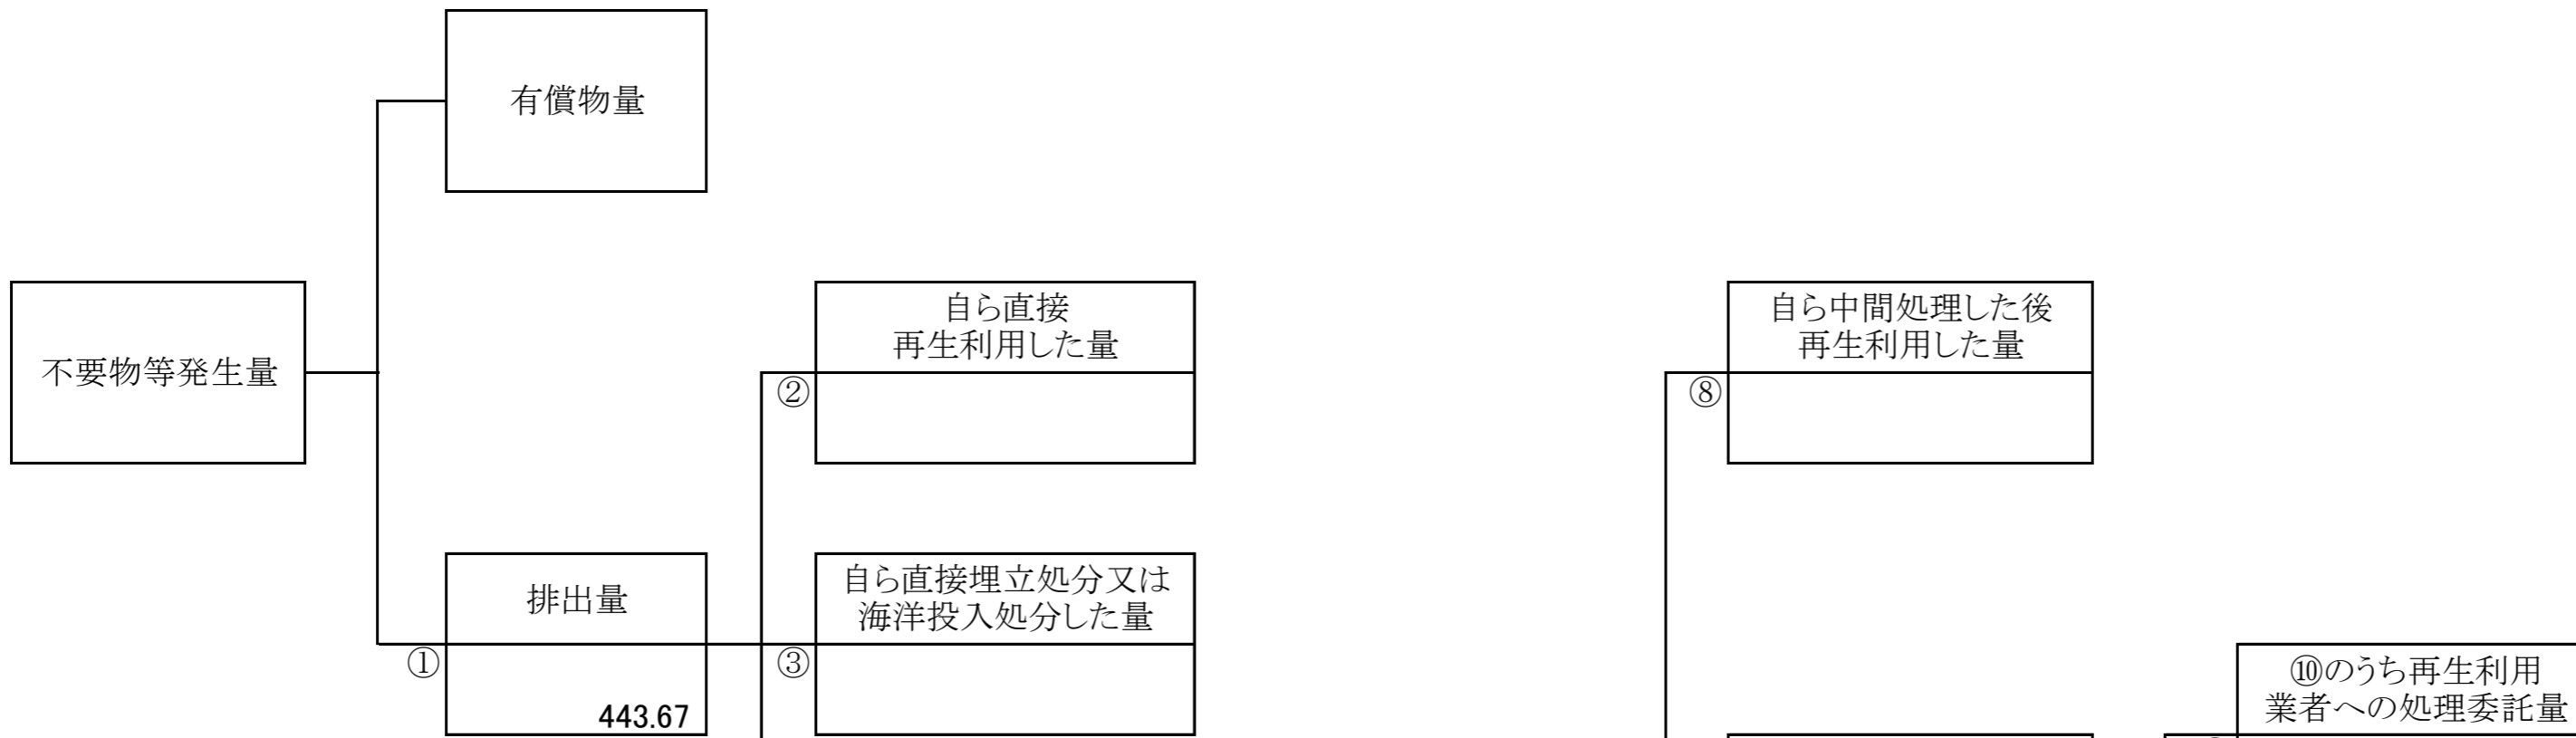 有償物量
不要物等発生量
自ら直接
再生利用した量
②
自ら中間処理した後
再生利用した量
⑧
排出量
①
443.67
自ら直接埋立処分又は
海洋投入処分した量
③
⑩のうち再生利用
業者への処理委託量